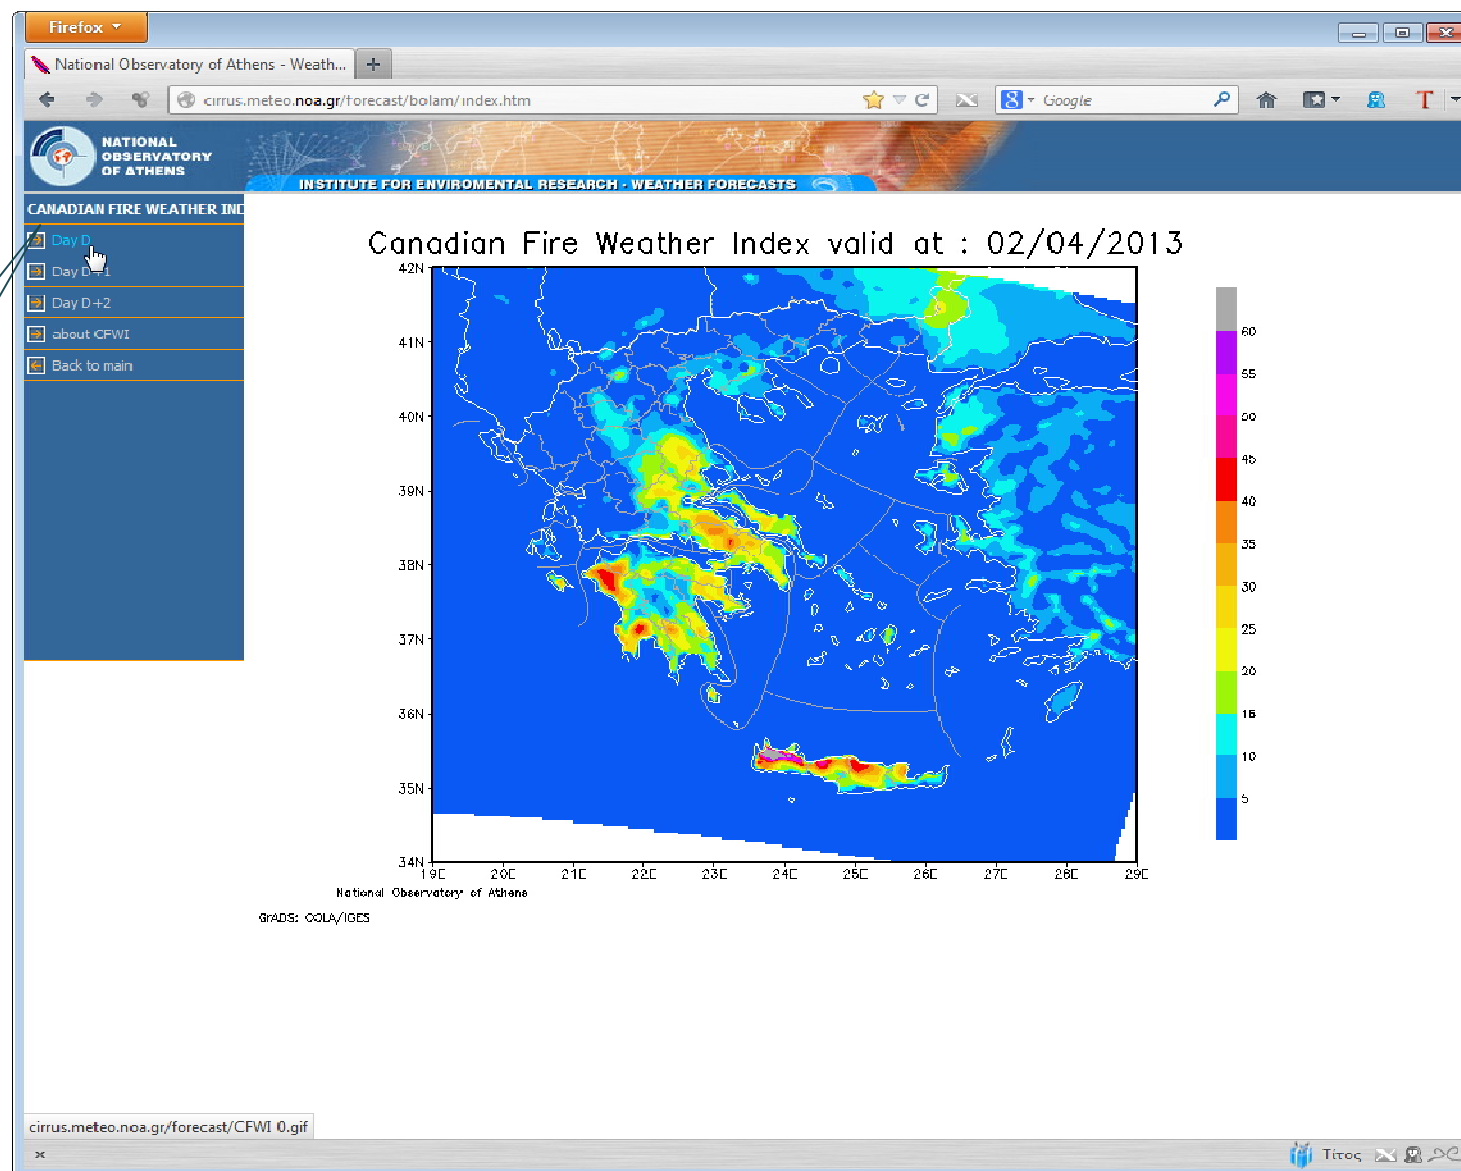 Firefox
National Observatory of Athens - Weath...
cirrus.meteo.noa.gr/forecast/bolam/index.htm
Google
NATIONAL
OBSERVATORY
OF ATHENS
INSTITUTE FOR ENVIROMENTAL RESEARCH - WEATHER FORECASTS
CANADIAN FIRE WEATHER IND
Day D
Day D+1
Day D+2
about CFWI
Back to main
Canadian Fire Weather Index valid at : 02/04/2013
42N
41N
40N
39N
38N
37N
36N
35N
34N
19E 20E 21E 22E 23E 24E 25E 26E 27E 28E 29E
60
55
50
45
40
35
30
25
20
15
10
5
National Observatory of Athens
GrADS: COLA/IGES
cirrus.meteo.noa.gr/forecast/CFWI_0.gif
Τίτος